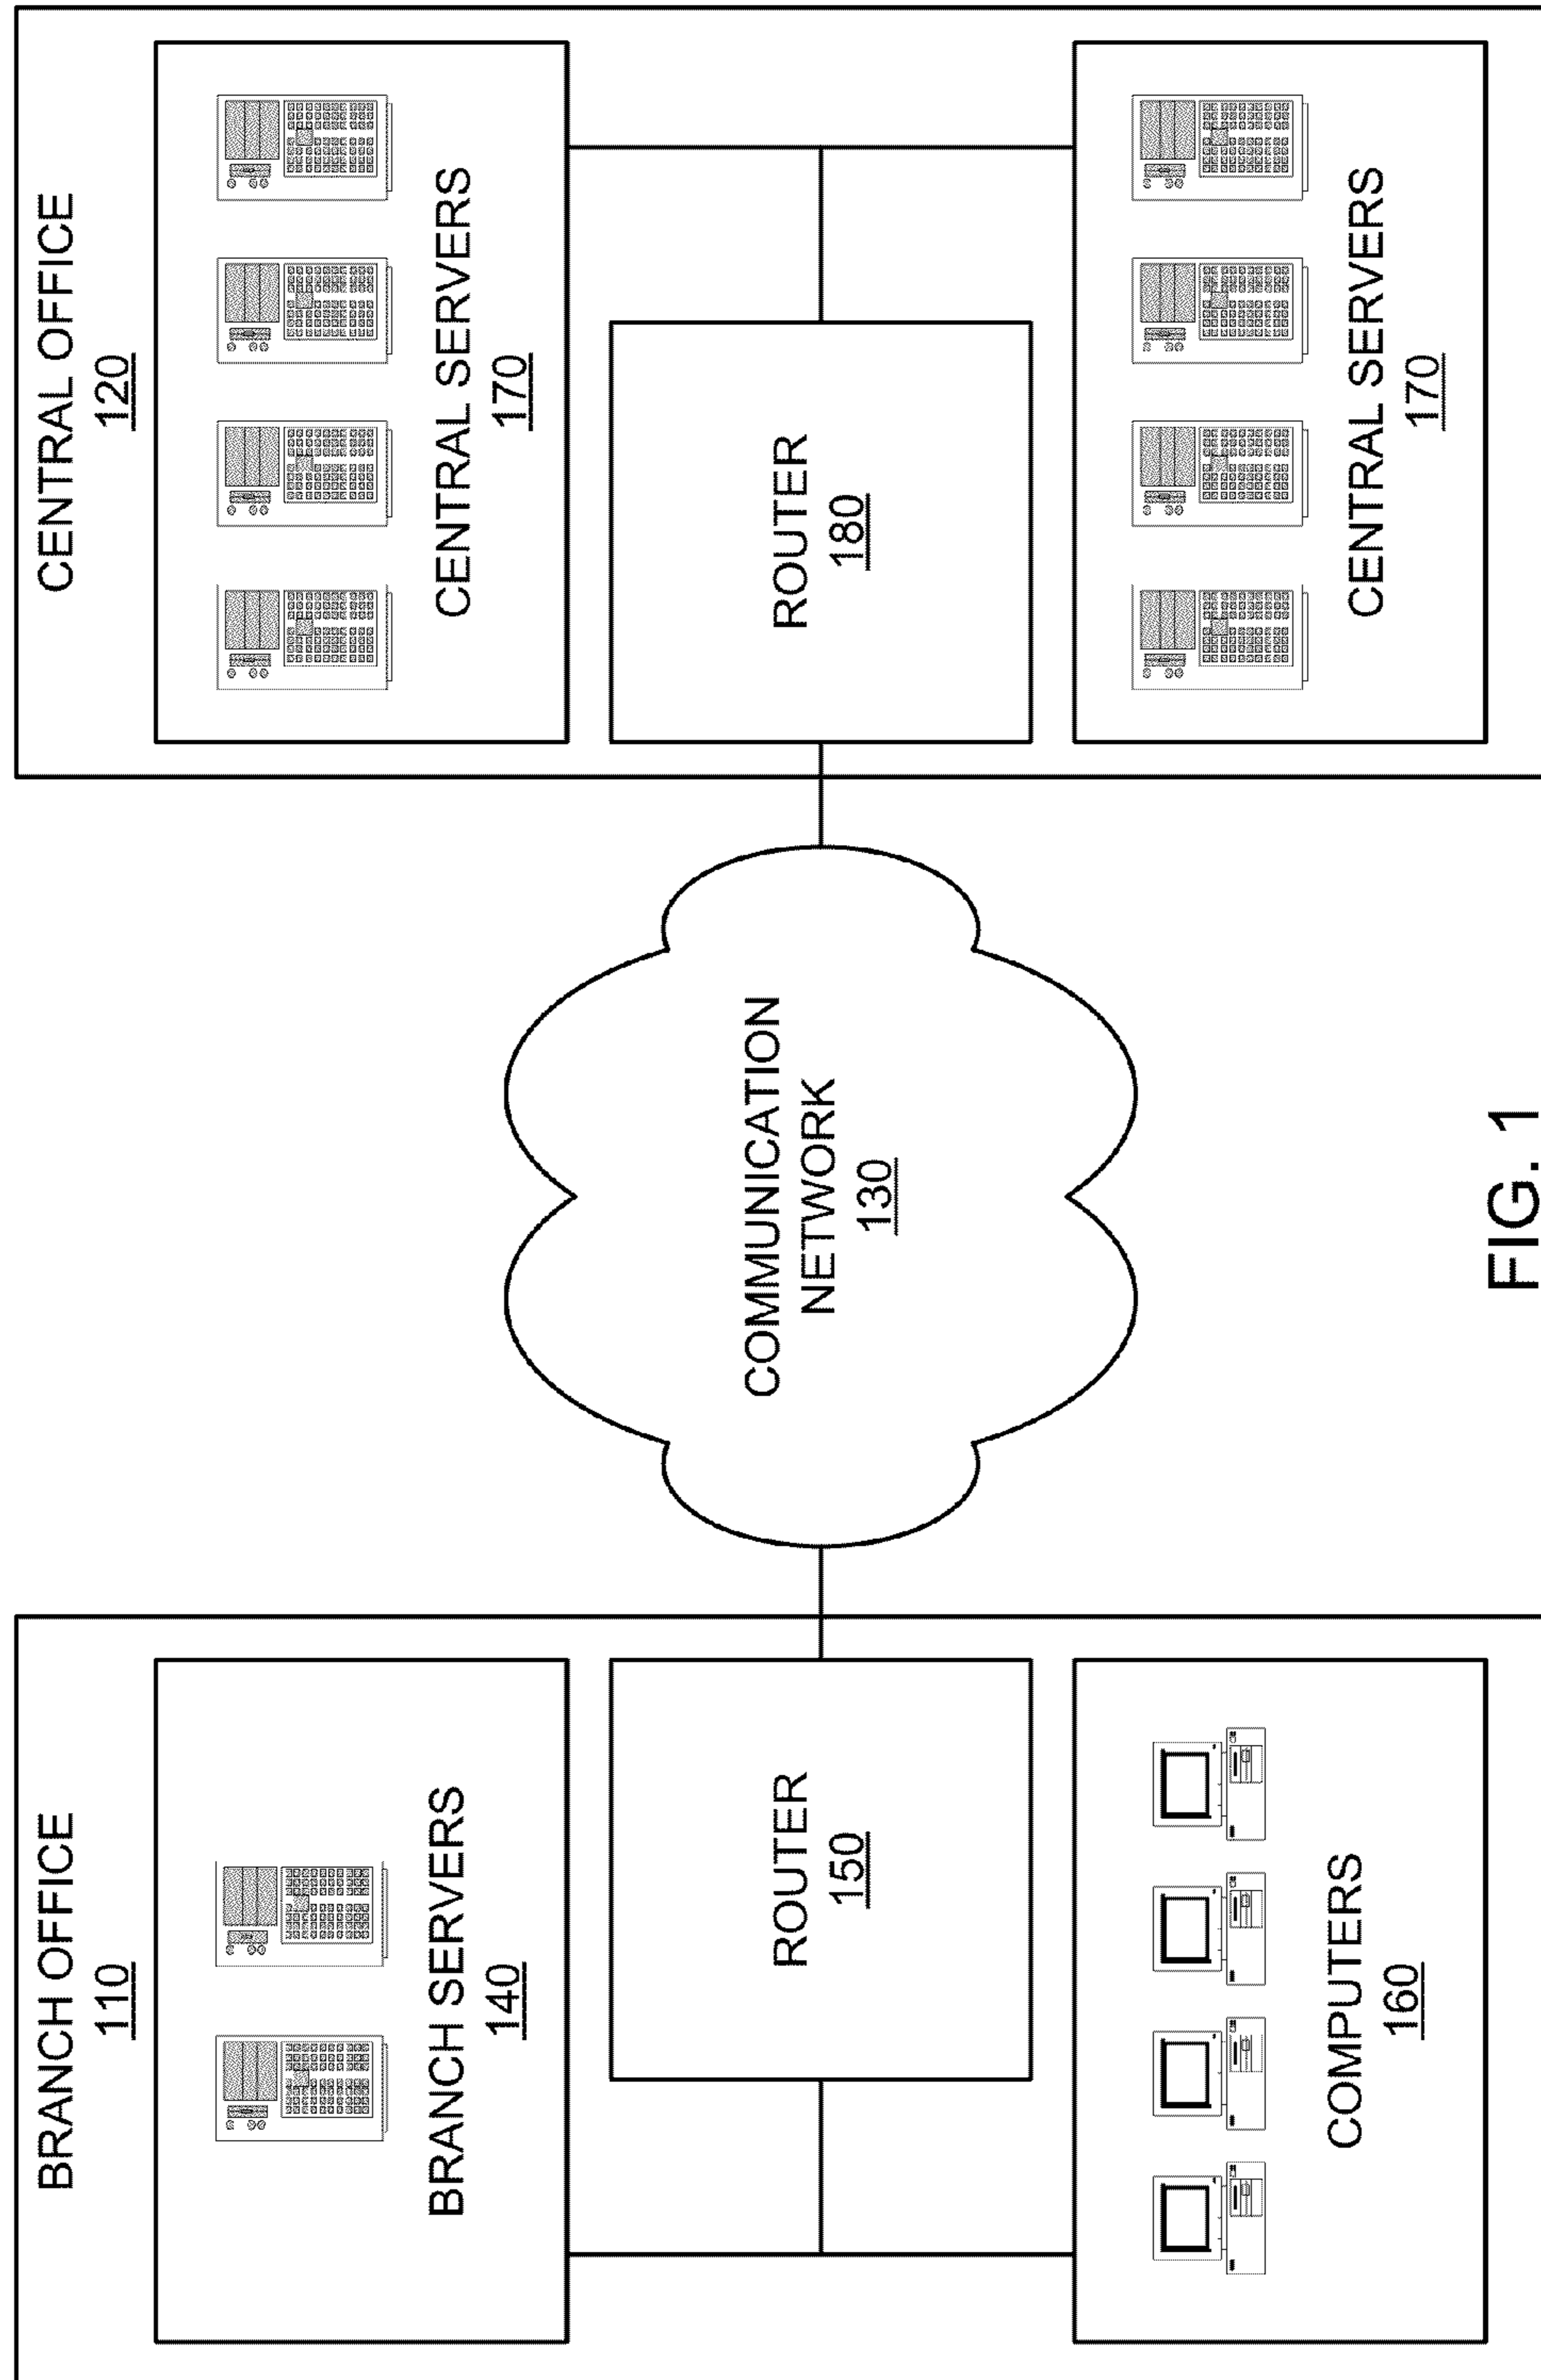 BRANCH OFFICE
110
BRANCH SERVERS
140
ROUTER
150
COMPUTERS
160
COMMUNICATION
NETWORK
130
CENTRAL OFFICE
120
CENTRAL SERVERS
170
ROUTER
180
CENTRAL SERVERS
170
FIG. 1